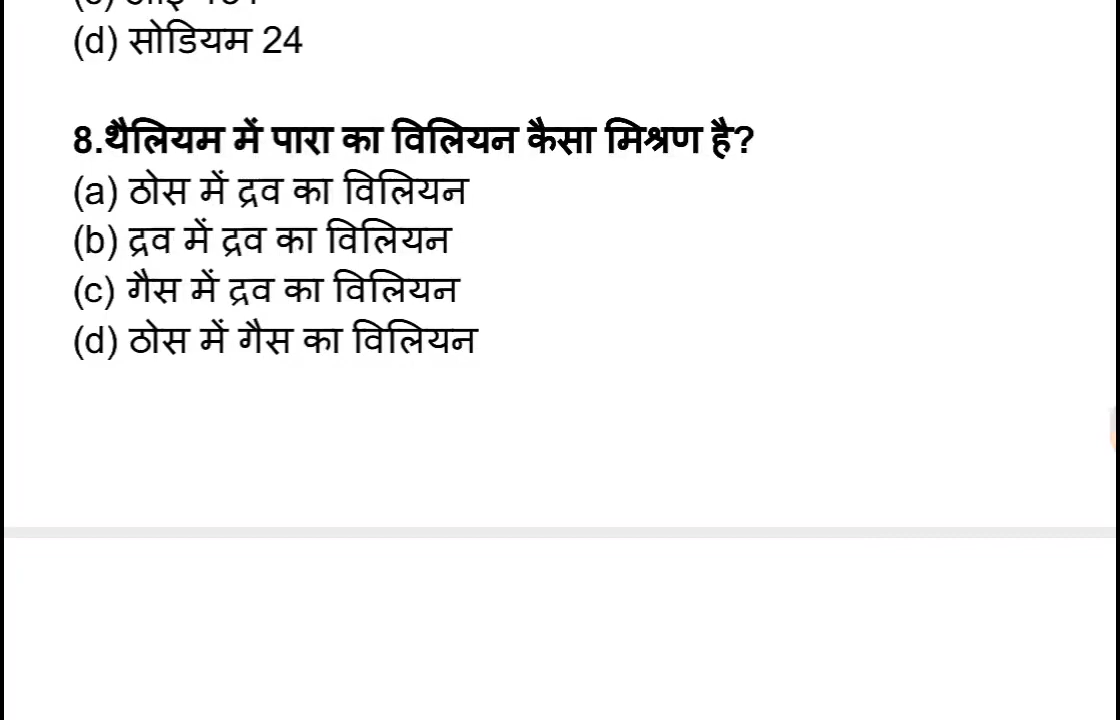 (d) सोडियम 24
8.थैलियम में पारा का विलियन कैसा मिश्रण है?
(a) ठोस में द्रव का विलियन
(b) द्रव में द्रव का विलियन
(c) गैस में द्रव का विलियन
(d) ठोस में गैस का विलियन